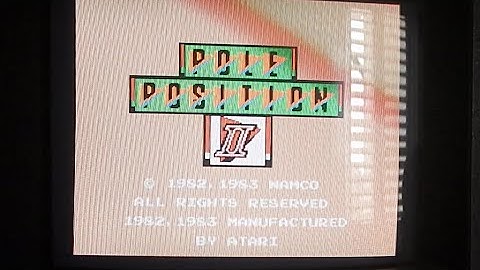 POLE
POSITION
II
© 1982, 1983 NAMCO
ALL RIGHTS RESERVED
1982, 1983 MANUFACTURED
BY ATARI